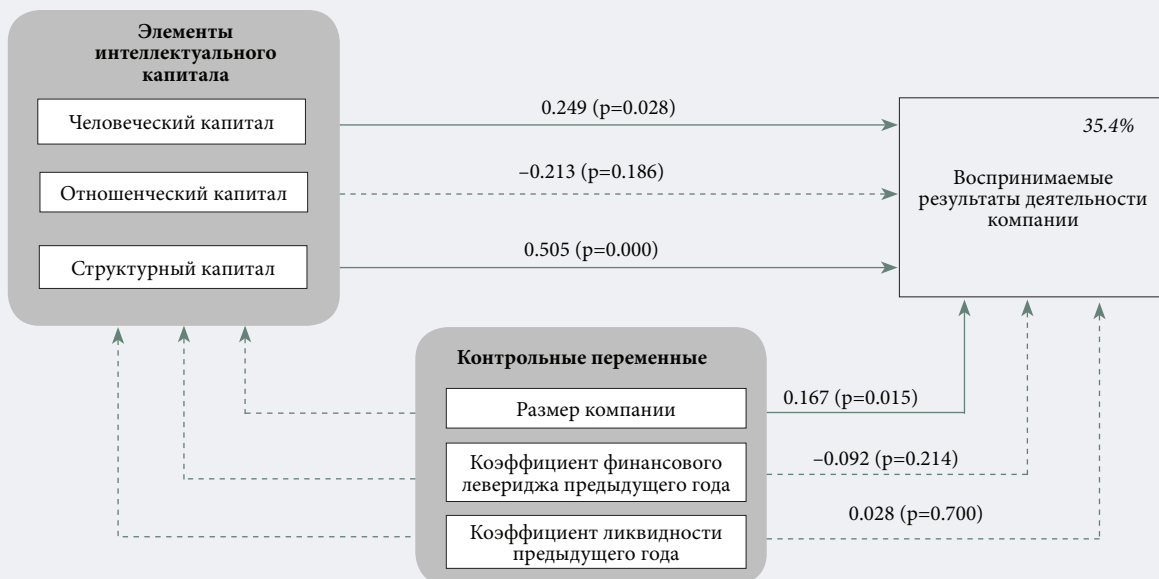 Элементы
интеллектуального
капитала
Человеческий капитал
Отношенческий капитал
Структурный капитал
0.249 (p=0.028)
–0.213 (p=0.186)
0.505 (p=0.000)
35.4%
Воспринимаемые
результаты деятельности
компании
Контрольные переменные
Размер компании
Коэффициент финансового
левериджа предыдущего года
Коэффициент ликвидности
предыдущего года
0.167 (p=0.015)
–0.092 (p=0.214)
0.028 (p=0.700)